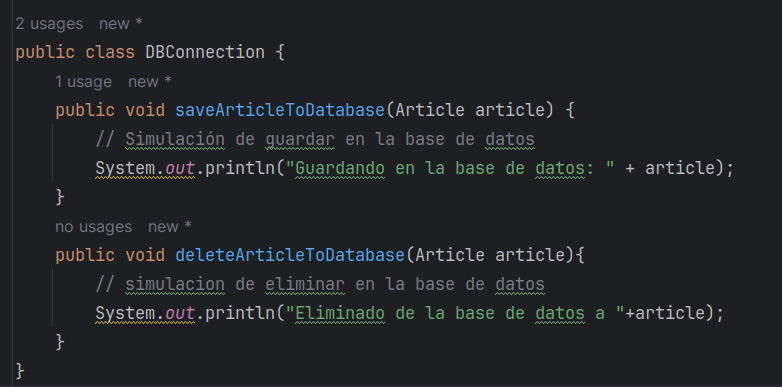 2 usages   new *
public class DBConnection {
1 usage   new *
public void saveArticleToDatabase(Article article) {
// Simulación de guardar en la base de datos
System.out.println("Guardando en la base de datos: " + article);
}
no usages   new *
public void deleteArticleToDatabase(Article article){
// simulacion de eliminar en la base de datos
System.out.println("Eliminado de la base de datos a "+article);
}
}